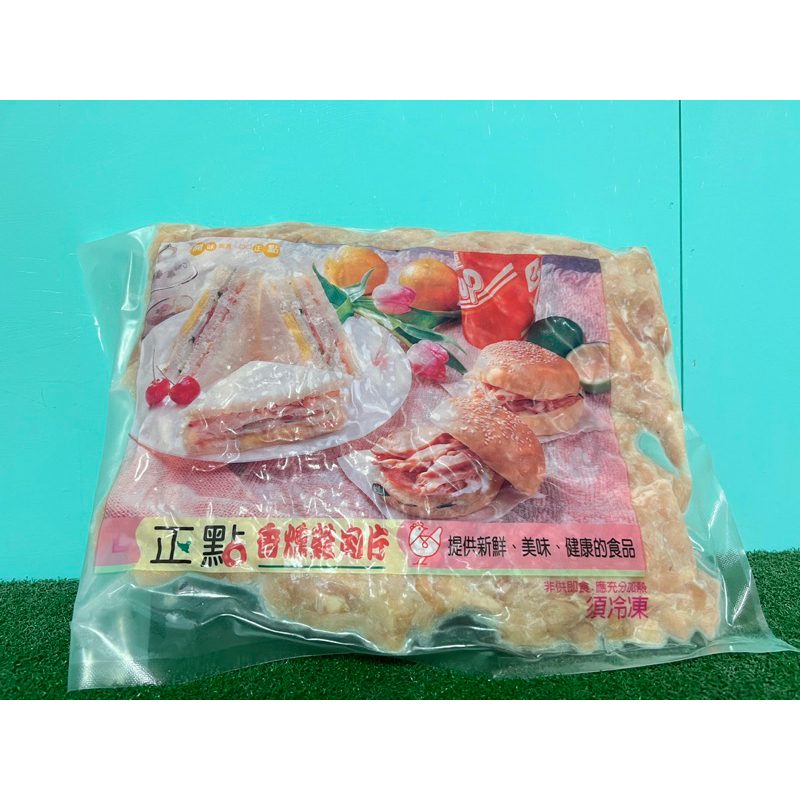 正點
香燻雞肉片
提供新鮮、美味、健康的食品
非供即食,應充分加熱
須冷凍